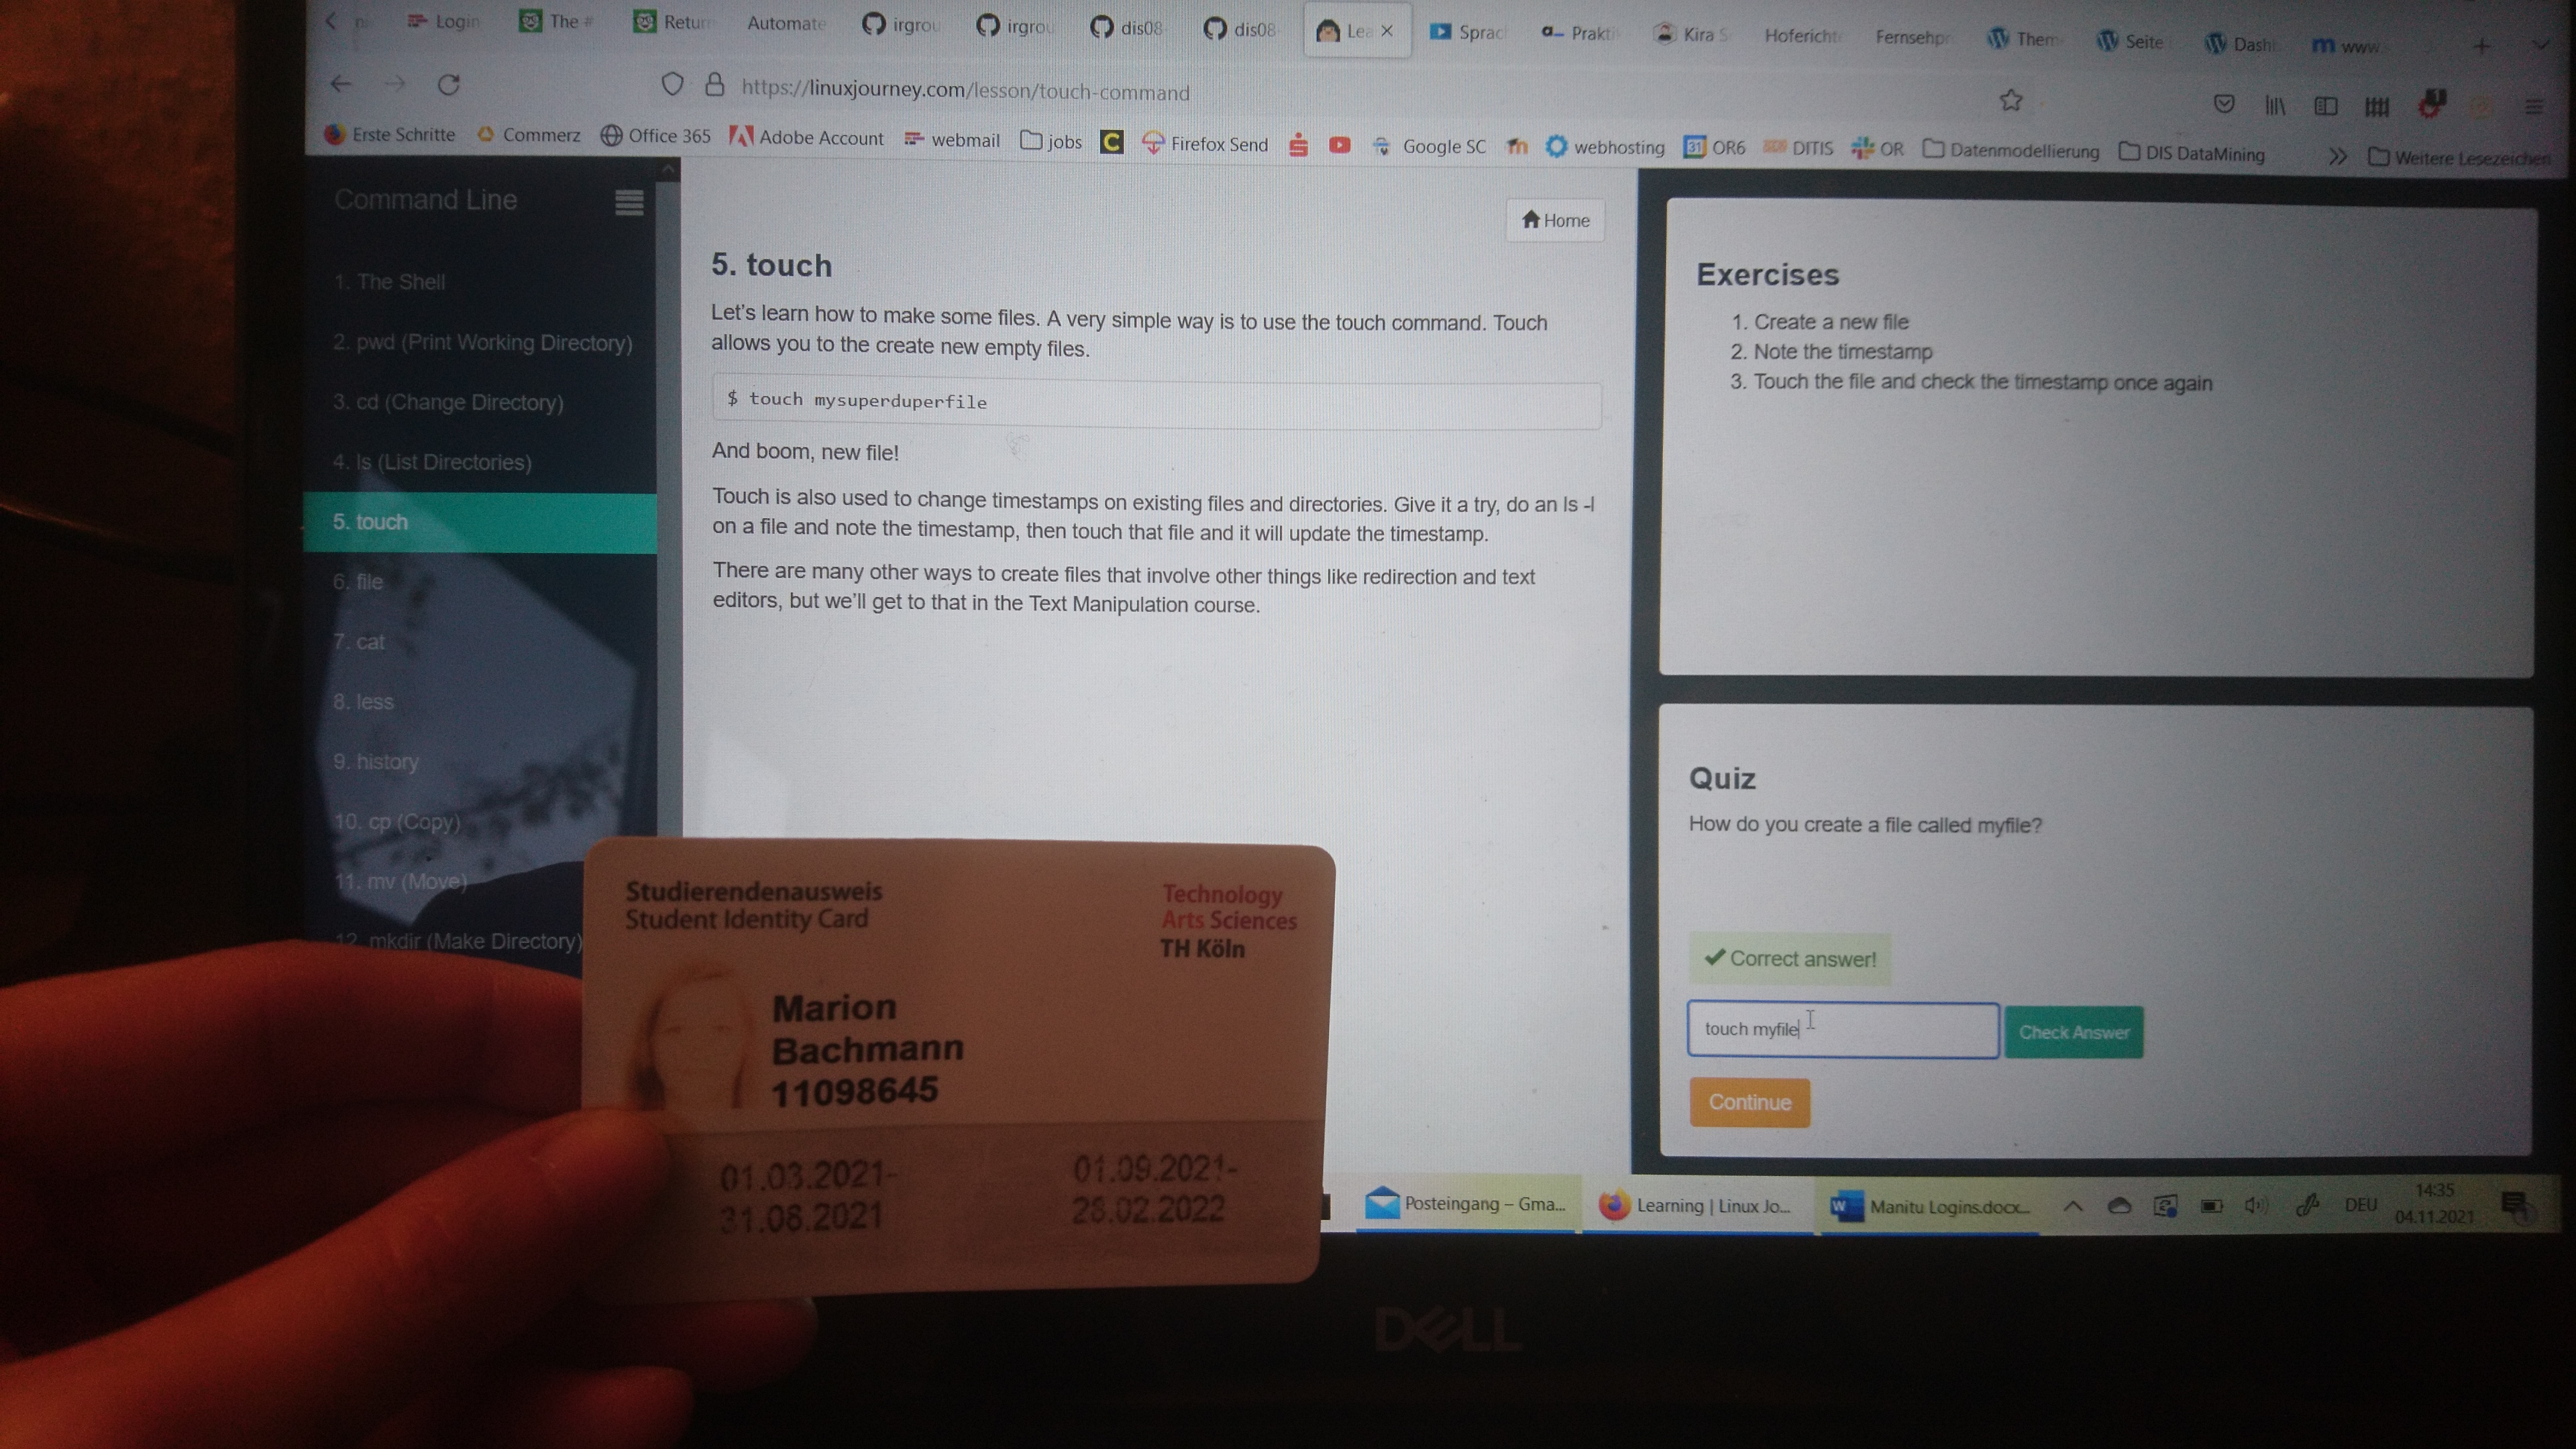 Login
The #
Retur
Automate
irgrou
irgrou
dis08
dis08
Lea
Sprac
Prakti
Kira S
Hoferichte
Fernsehpr
Them
Seite
Dash
www
https://linuxjourney.com/lesson/touch-command
Erste Schritte
Commerz
Office 365
Adobe Account
webmail
jobs
Firefox Send
Google SC
webhosting
31
OR6
DITIS
OR
Datenmodellierung
DIS DataMining
Weitere Lesezeichen
Command Line
1. The Shell
2. pwd (Print Working Directory)
3. cd (Change Directory)
4. ls (List Directories)
5. touch
6. file
7. cat
8. less
9. history
10. cp (Copy)
11. mv (Move)
12. mkdir (Make Directory)
Home
5. touch
Let's learn how to make some files. A very simple way is to use the touch command. Touch
allows you to the create new empty files.
$ touch mysuperduperfile
And boom, new file!
Touch is also used to change timestamps on existing files and directories. Give it a try, do an ls -l
on a file and note the timestamp, then touch that file and it will update the timestamp.
There are many other ways to create files that involve other things like redirection and text
editors, but we'll get to that in the Text Manipulation course.
Exercises
1. Create a new file
2. Note the timestamp
3. Touch the file and check the timestamp once again
Quiz
How do you create a file called myfile?
Correct answer!
touch myfile
Check Answer
Continue
Studierendenausweis
Student Identity Card
Technology
Arts Sciences
TH Köln
Marion
Bachmann
11098645
01.03.2021-
31.08.2021
01.09.2021-
28.02.2022
Posteingang – Gma...
Learning | Linux Jo...
Manitu Logins.docx...
DEU
14:35
04.11.2021
DELL